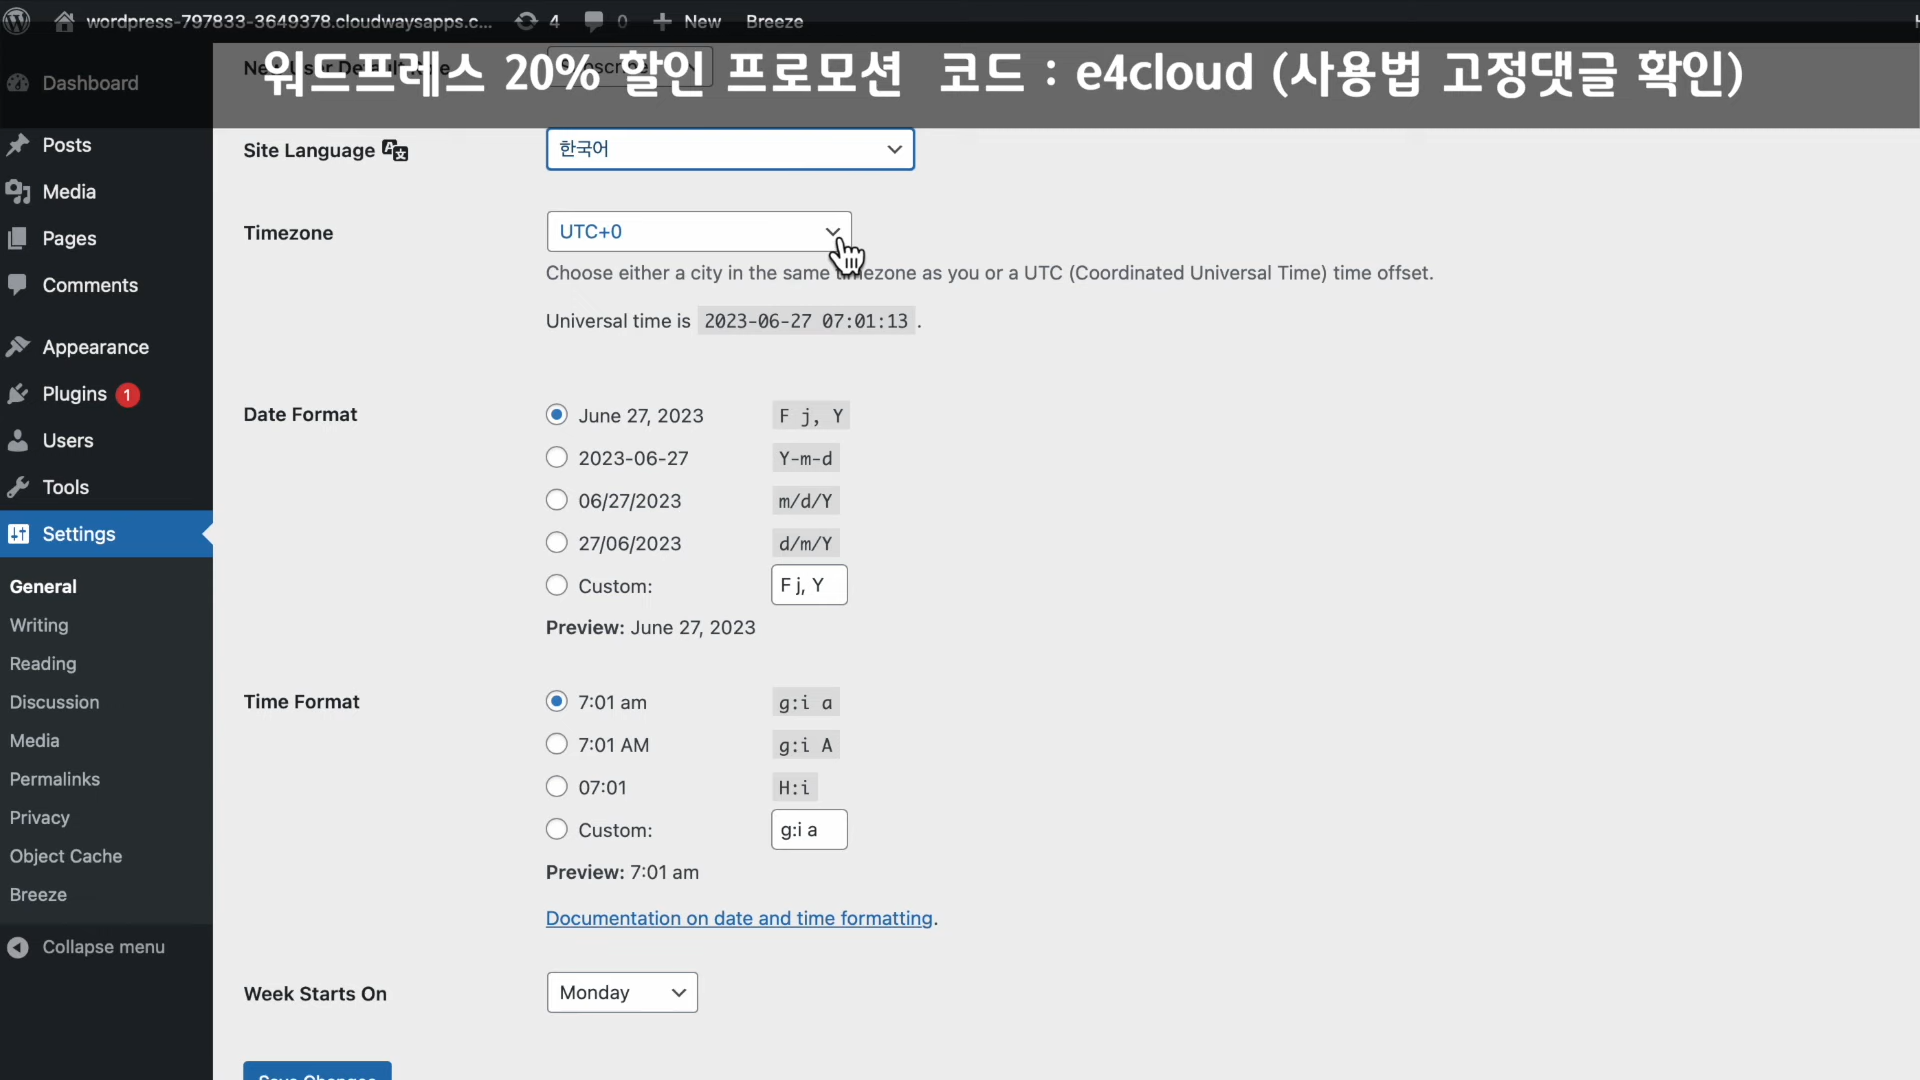 wordpress-797833-3649378.cloudwaysapps.c... 4 0 New Breeze
워드프레스 20% 할인 프로모션 코드 : e4cloud (사용법 고정댓글 확인)
Dashboard
Posts
Media
Pages
Comments
Appearance
Plugins 1
Users
Tools
Settings
General
Writing
Reading
Discussion
Media
Permalinks
Privacy
Object Cache
Breeze
Collapse menu
Site Language 한국어
Timezone UTC+0
Choose either a city in the same timezone as you or a UTC (Coordinated Universal Time) time offset.
Universal time is 2023-06-27 07:01:13 .
Date Format
June 27, 2023 F j, Y
2023-06-27 Y-m-d
06/27/2023 m/d/Y
27/06/2023 d/m/Y
Custom: F j, Y
Preview: June 27, 2023
Time Format
7:01 am g:i a
7:01 AM g:i A
07:01 H:i
Custom: g:i a
Preview: 7:01 am
Documentation on date and time formatting.
Week Starts On Monday
Save Changes